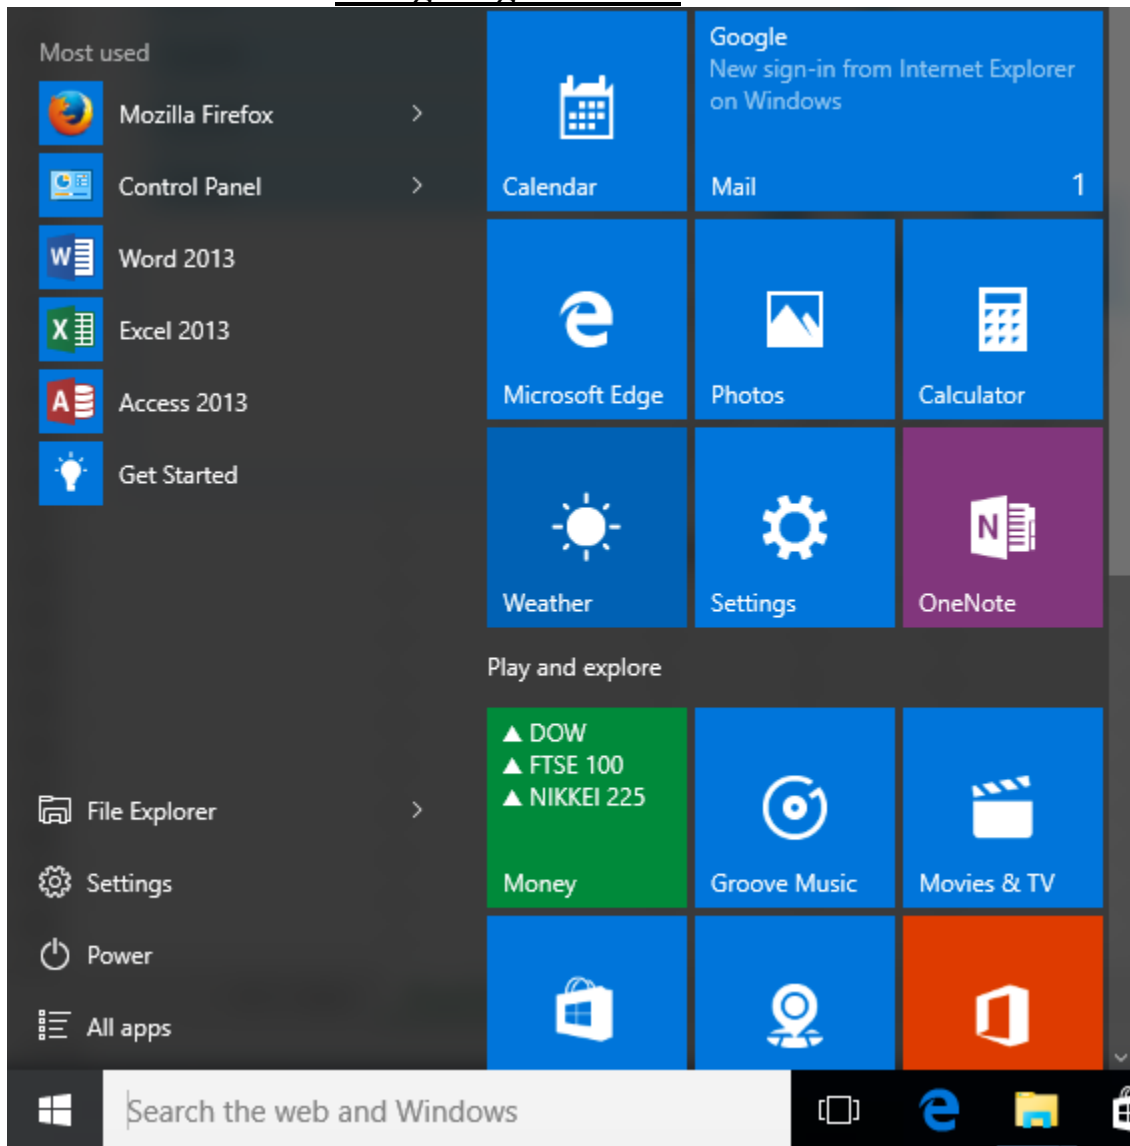 Most used
Mozilla Firefox
Control Panel
Word 2013
Excel 2013
Access 2013
Get Started
File Explorer
Settings
Power
All apps
Calendar
Google
New sign-in from Internet Explorer
on Windows
Mail 1
Microsoft Edge
Photos
Calculator
Weather
Settings
OneNote
Play and explore
▲ DOW
▲ FTSE 100
▲ NIKKEI 225
Money
Groove Music
Movies & TV
Search the web and Windows